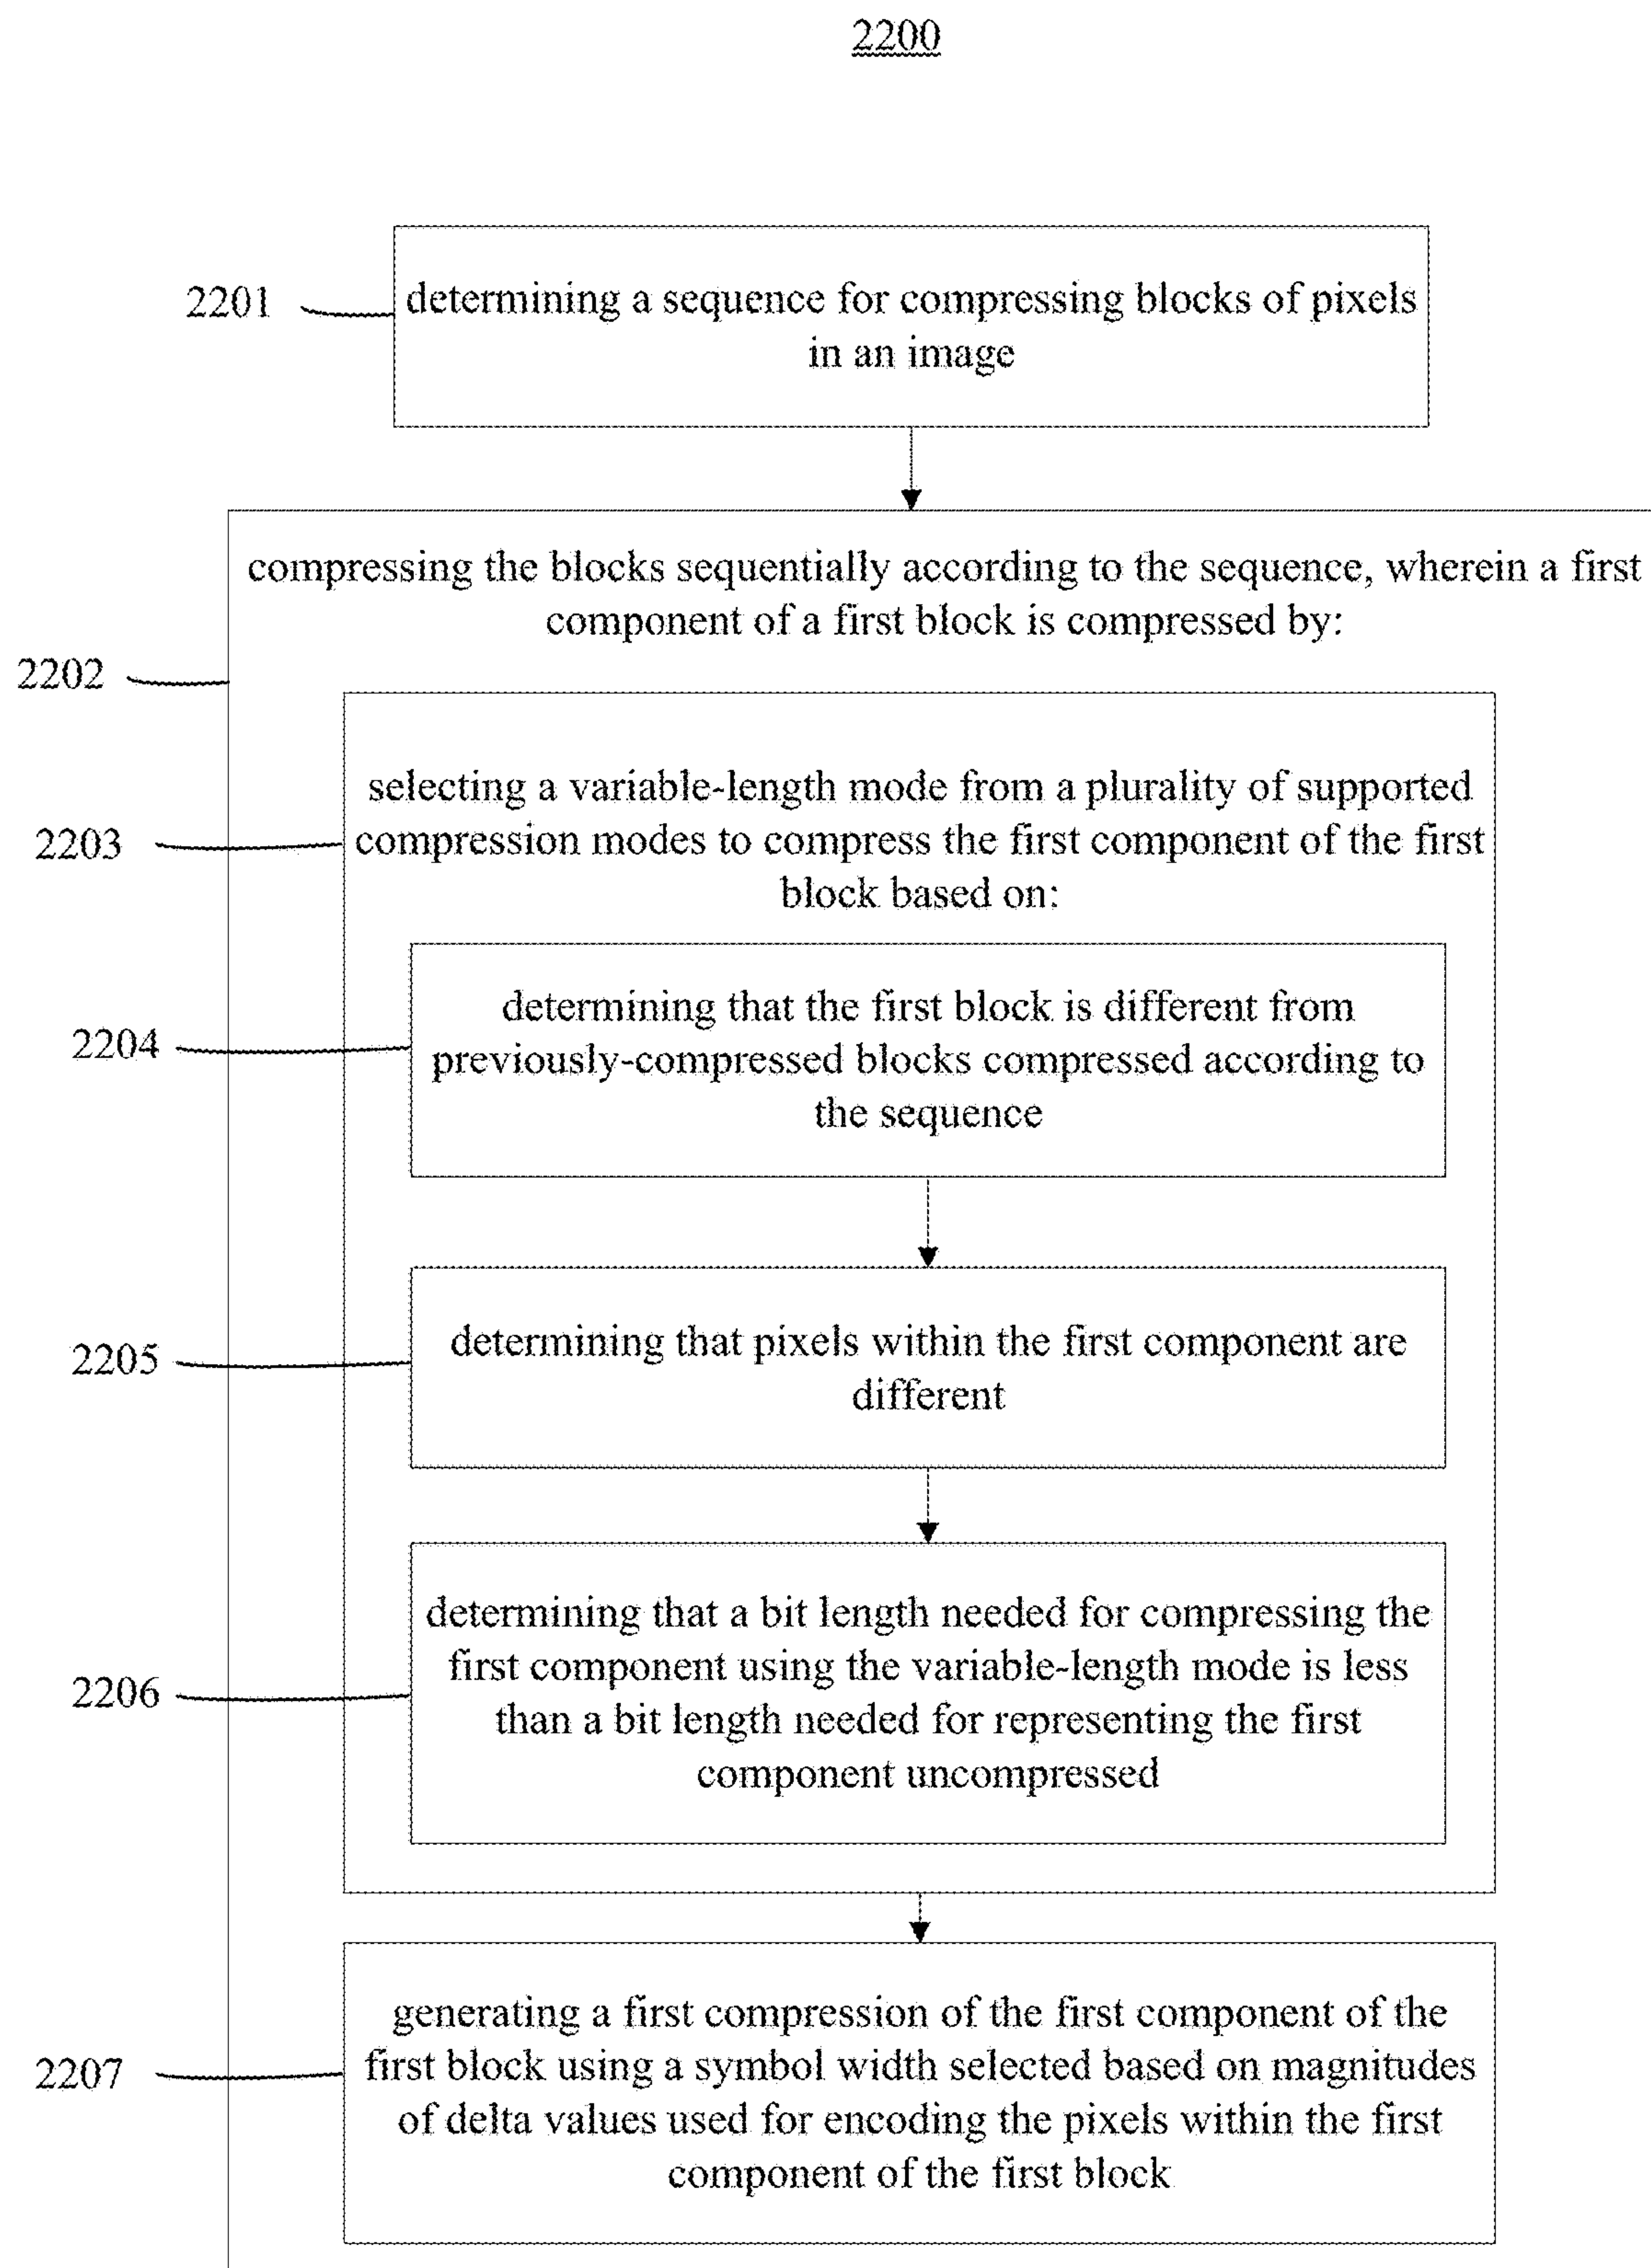 2200
2201
determining a sequence for compressing blocks of pixels
in an image
compressing the blocks sequentially according to the sequence, wherein a first
component of a first block is compressed by:
2202
selecting a variable-length mode from a plurality of supported
2203
compression modes to compress the first component of the first
block based on:
determining that the first block is different from
2204
previously-compressed blocks compressed according to
the sequence
2205
determining that pixels within the first component are
different
determining that a bit length needed for compressing the
first component using the variable-length mode is less
2206
than a bit length needed for representing the first
component uncompressed
generating a first compression of the first component of the
2207
first block using a symbol width selected based on magnitudes
of delta values used for encoding the pixels within the first
component of the first block